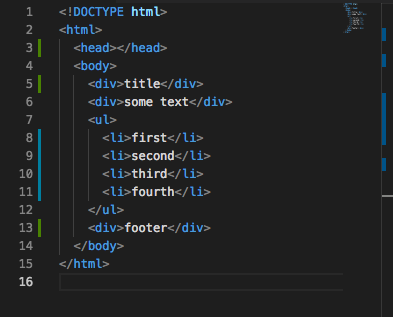 1 <!DOCTYPE html>
2 <html>
3   <head></head>
4   <body>
5     <div>title</div>
6     <div>some text</div>
7     <ul>
8       <li>first</li>
9       <li>second</li>
10       <li>third</li>
11       <li>fourth</li>
12     </ul>
13     <div>footer</div>
14   </body>
15 </html>
16